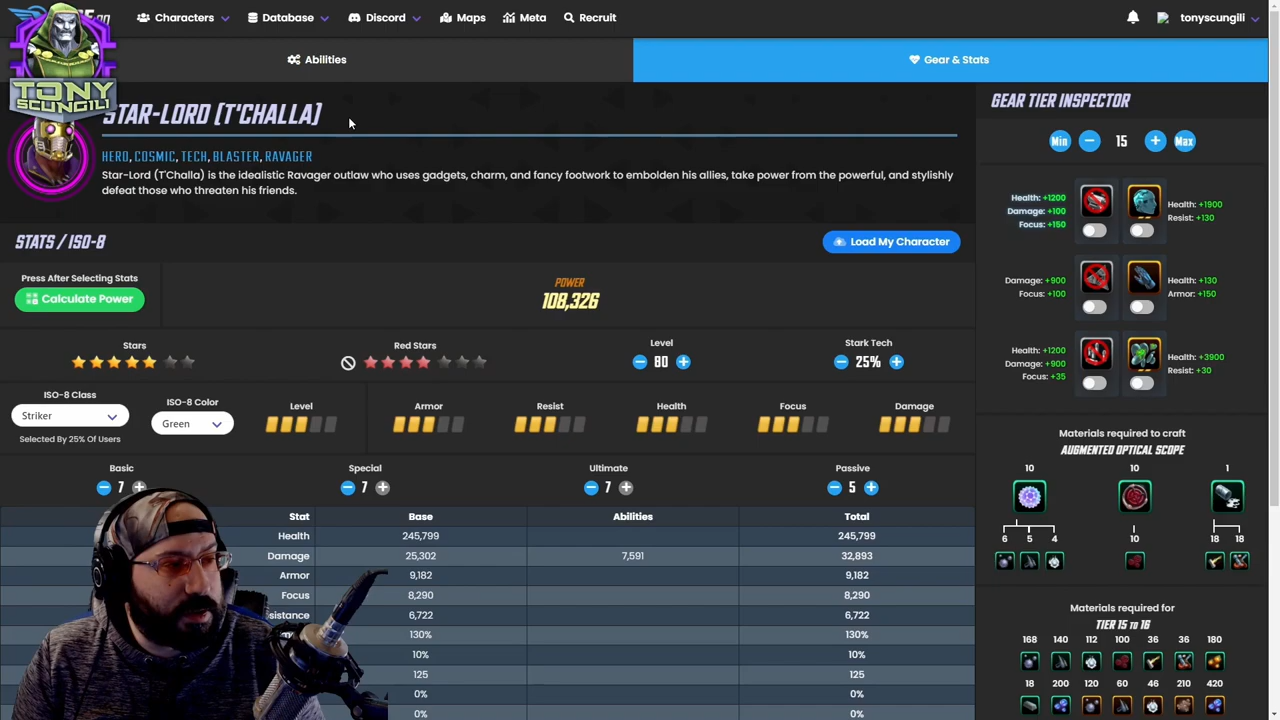 Characters Database Discord Maps Meta Recruit tonyscungili
TONY
SCUNGILI
Abilities
Gear & Stats
STAR-LORD (T'CHALLA)
HERO, COSMIC, TECH, BLASTER, RAVAGER
Star-Lord (T'Challa) is the idealistic Ravager outlaw who uses gadgets, charm, and fancy footwork to embolden his allies, take power from the powerful, and stylishly
defeat those who threaten his friends.
STATS / ISO-8
Load My Character
Press After Selecting Stats
Calculate Power
POWER
108,326
Stars Red Stars Level Stark Tech
80 25%
ISO-8 Class ISO-8 Color Level Armor Resist Health Focus Damage
Striker Green
Selected By 25% Of Users
Basic Special Ultimate Passive
7 7 7 5
Stat Base Abilities Total
Health 245,799 245,799
Damage 25,302 7,591 32,893
Armor 9,182 9,182
Focus 8,290 8,290
sistance 6,722 6,722
130% 130%
10% 10%
125 125
0% 0%
0% 0%
GEAR TIER INSPECTOR
Min 15 Max
Health: +1200
Damage: +100
Focus: +150
Health: +1900
Resist: +130
Damage: +900
Focus: +100
Health: +130
Armor: +150
Health: +1200
Damage: +900
Focus: +35
Health: +3900
Resist: +30
Materials required to craft
AUGMENTED OPTICAL SCOPE
10 10 1
6 5 4 10 18 18
Materials required for
TIER 15 TO 16
168 140 112 100 36 36 180
18 200 120 60 46 210 420